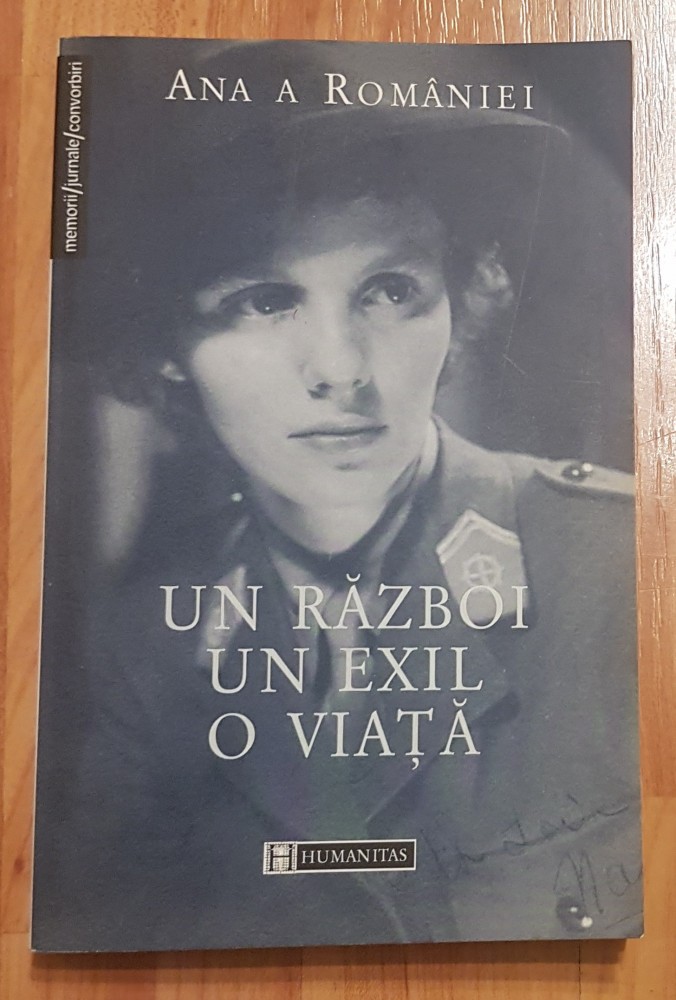 memorii/jurnale/convorbiri
ANA A ROMÂNIEI
UN RĂZBOI
UN EXIL
O VIAȚĂ
HUMANITAS